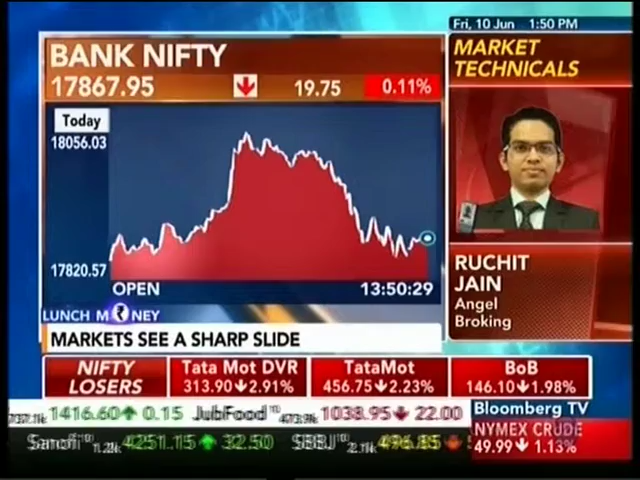 Fri, 10 Jun 1:50 PM
BANK NIFTY
17867.95 19.75 0.11%
MARKET
TECHNICALS
Today
18056.03
17820.57
OPEN 13:50:29
RUCHIT
JAIN
Angel
Broking
LUNCH M₹NEY
MARKETS SEE A SHARP SLIDE
NIFTY
LOSERS
Tata Mot DVR
313.90 2.91%
TataMot
456.75 2.23%
BoB
146.10 1.98%
1416.60 0.15 JubFood 1038.95 22.00
Sanofi 4251.15 32.50 SBBJ 496.85
Bloomberg TV
NYMEX CRUDE
49.99 1.13%